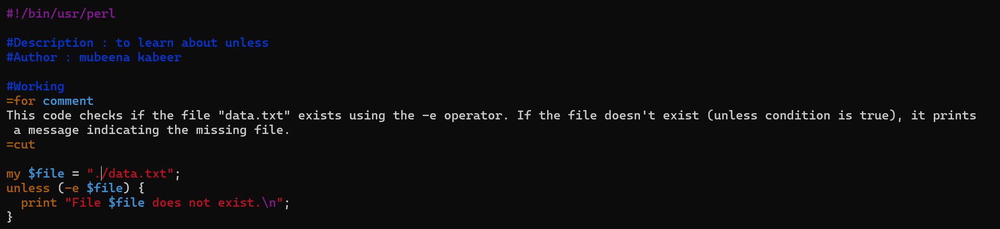 #!/bin/usr/perl
#Description : to learn about unless
#Author : mubeena kabeer
#Working
=for comment
This code checks if the file "data.txt" exists using the -e operator. If the file doesn't exist (unless condition is true), it prints
 a message indicating the missing file.
=cut
my $file = "./data.txt";
unless (-e $file) {
  print "File $file does not exist.\n";
}